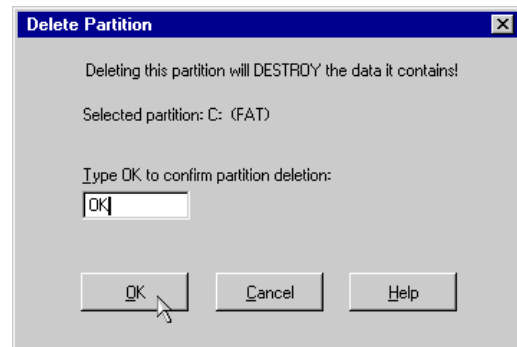 Delete Partition
Deleting this partition will DESTROY the data it contains!
Selected partition: C: (FAT)
Type OK to confirm partition deletion:
OK
OK Cancel Help